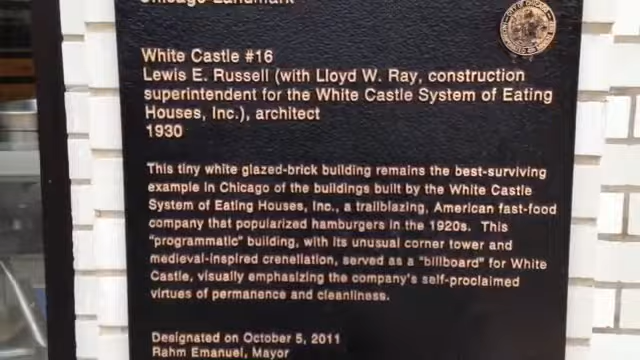 Chicago Landmark
White Castle #16
Lewis E. Russell (with Lloyd W. Ray, construction
superintendent for the White Castle System of Eating
Houses, Inc.), architect
1930
This tiny white glazed-brick building remains the best-surviving
example in Chicago of the buildings built by the White Castle
System of Eating Houses, Inc., a trailblazing, American fast-food
company that popularized hamburgers in the 1920s. This
"programmatic" building, with its unusual corner tower and
medieval-inspired crenellation, served as a "billboard" for White
Castle, visually emphasizing the company's self-proclaimed
virtues of permanence and cleanliness.
Designated on October 5, 2011
Rahm Emanuel, Mayor